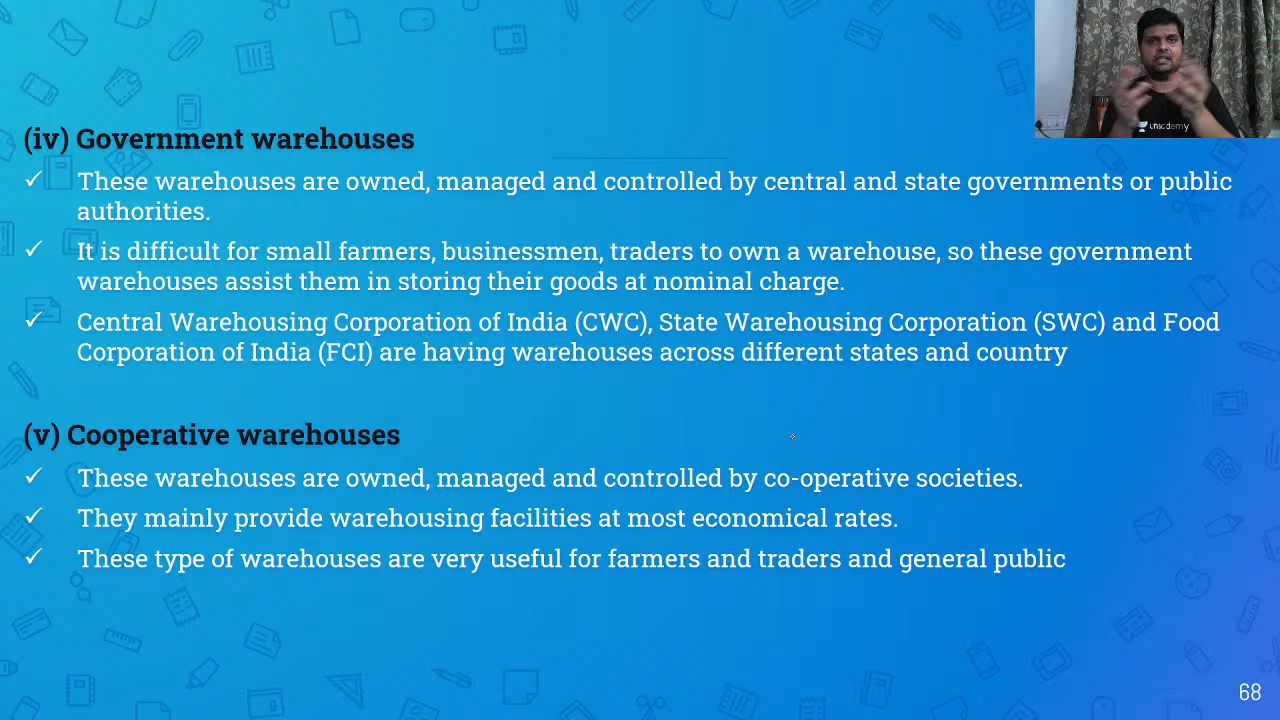 (iv) Government warehouses
✓ These warehouses are owned, managed and controlled by central and state governments or public
authorities.
✓ It is difficult for small farmers, businessmen, traders to own a warehouse, so these government
warehouses assist them in storing their goods at nominal charge.
✓ Central Warehousing Corporation of India (CWC), State Warehousing Corporation (SWC) and Food
Corporation of India (FCI) are having warehouses across different states and country
(v) Cooperative warehouses
✓ These warehouses are owned, managed and controlled by co-operative societies.
✓ They mainly provide warehousing facilities at most economical rates.
✓ These type of warehouses are very useful for farmers and traders and general public
unacademy
68